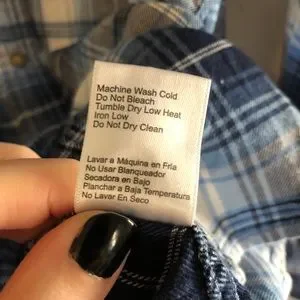 Machine Wash Cold
Do Not Bleach
Tumble Dry Low Heat
Iron Low
Do Not Dry Clean
Lavar a Máquina en Fría
No Usar Blanqueador
Secadora en Bajo
Planchar a Baja Temperatura
No Lavar En Seco